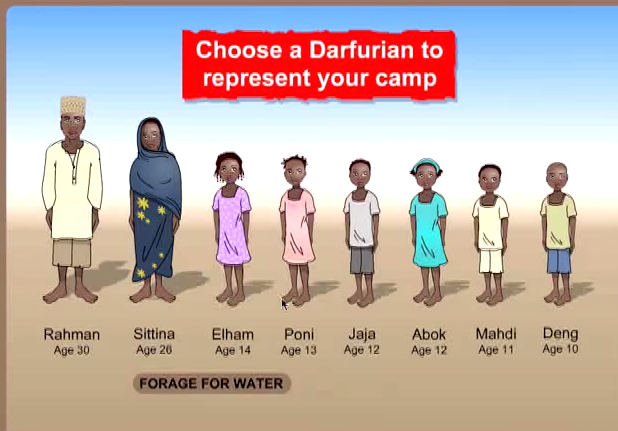 Choose a Darfurian to
represent your camp
Rahman Sittina Elham Poni Jaja Abok Mahdi Deng
Age 30 Age 26 Age 14 Age 13 Age 12 Age 12 Age 11 Age 10
FORAGE FOR WATER